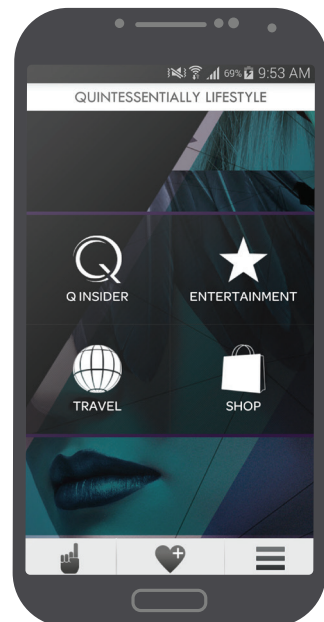 69% 9:53 AM
QUINTESSENTIALLY LIFESTYLE
Q INSIDER
ENTERTAINMENT
TRAVEL
SHOP